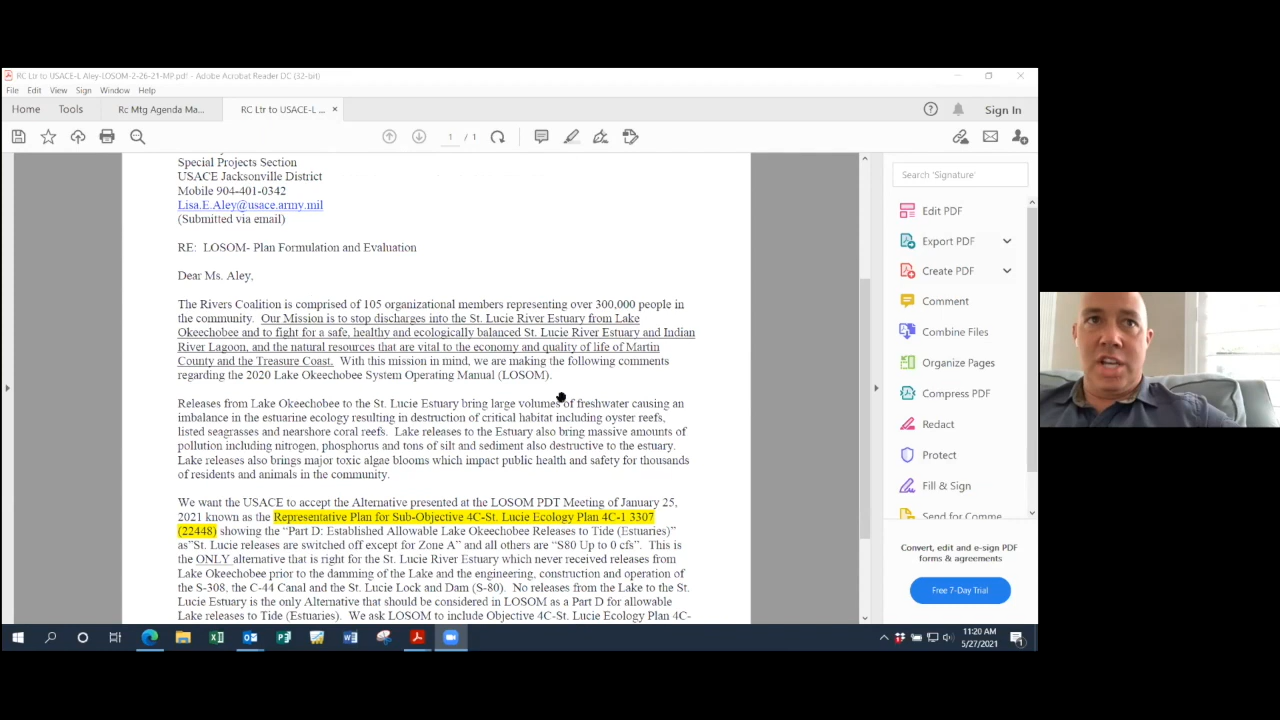 RC Ltr to USACE-L Aley-LOSOM-2-26-21-MP.pdf - Adobe Acrobat Reader DC (32-bit)
File Edit View Sign Window Help
Home Tools Rc Mtg Agenda Ma... RC Ltr to USACE-L ... ×
Sign In
1 / 1
Special Projects Section
USACE Jacksonville District
Mobile 904-401-0342
Lisa.E.Aley@usace.army.mil
(Submitted via email)
RE: LOSOM- Plan Formulation and Evaluation
Dear Ms. Aley,
The Rivers Coalition is comprised of 105 organizational members representing over 300,000 people in
the community. Our Mission is to stop discharges into the St. Lucie River Estuary from Lake
Okeechobee and to fight for a safe, healthy and ecologically balanced St. Lucie River Estuary and Indian
River Lagoon, and the natural resources that are vital to the economy and quality of life of Martin
County and the Treasure Coast. With this mission in mind, we are making the following comments
regarding the 2020 Lake Okeechobee System Operating Manual (LOSOM).
Releases from Lake Okeechobee to the St. Lucie Estuary bring large volumes of freshwater causing an
imbalance in the estuarine ecology resulting in destruction of critical habitat including oyster reefs,
listed seagrasses and nearshore coral reefs. Lake releases to the Estuary also bring massive amounts of
pollution including nitrogen, phosphorus and tons of silt and sediment also destructive to the estuary.
Lake releases also brings major toxic algae blooms which impact public health and safety for thousands
of residents and animals in the community.
We want the USACE to accept the Alternative presented at the LOSOM PDT Meeting of January 25,
2021 known as the Representative Plan for Sub-Objective 4C-St. Lucie Ecology Plan 4C-1 3307
(22448) showing the “Part D: Established Allowable Lake Okeechobee Releases to Tide (Estuaries)”
as”St. Lucie releases are switched off except for Zone A” and all others are “S80 Up to 0 cfs”. This is
the ONLY alternative that is right for the St. Lucie River Estuary which never received releases from
Lake Okeechobee prior to the damming of the Lake and the engineering, construction and operation of
the S-308, the C-44 Canal and the St. Lucie Lock and Dam (S-80). No releases from the Lake to the St.
Lucie Estuary is the only Alternative that should be considered in LOSOM as a Part D for allowable
Lake releases to Tide (Estuaries). We ask LOSOM to include Objective 4C-St. Lucie Ecology Plan 4C-
Search 'Signature'
Edit PDF
Export PDF
Create PDF
Comment
Combine Files
Organize Pages
Compress PDF
Redact
Protect
Fill & Sign
Send for Comme
Convert, edit and e-sign PDF
forms & agreements
Free 7-Day Trial
11:20 AM
5/27/2021